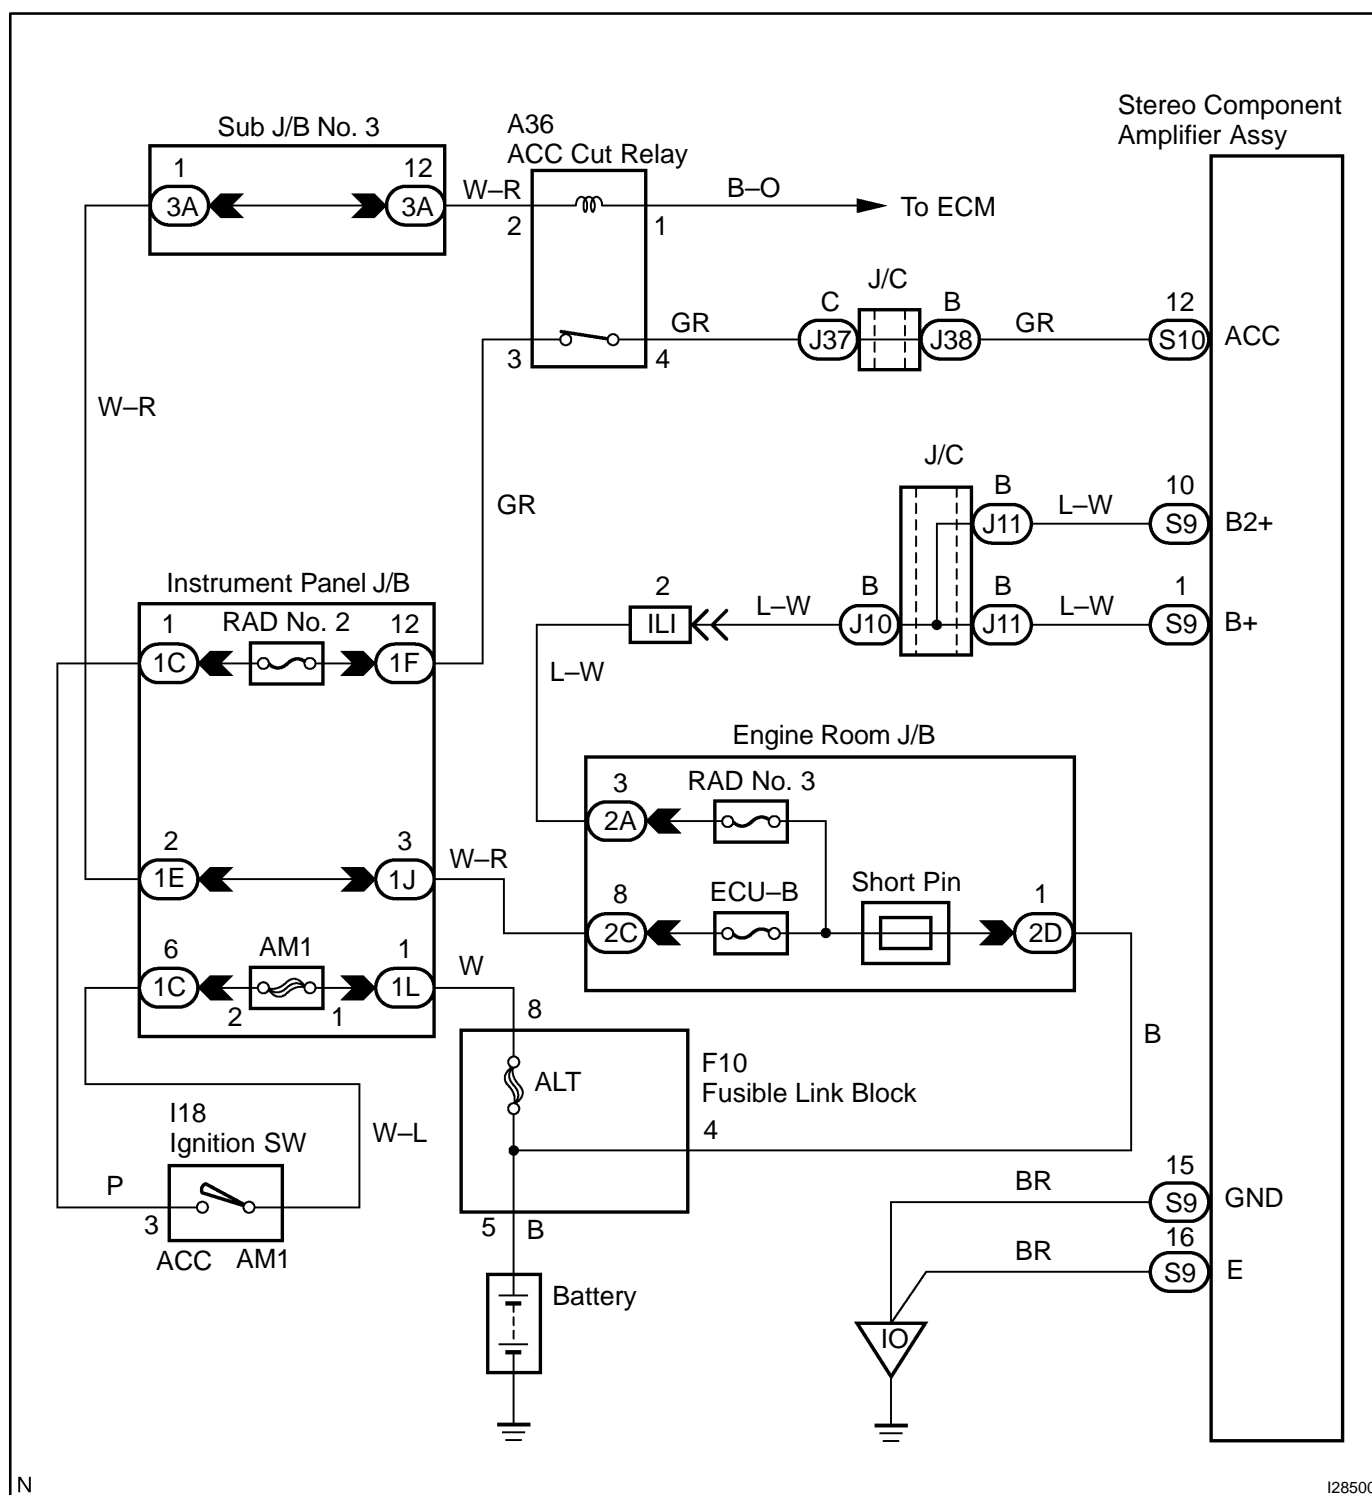 Stereo Component
Amplifier Assy
Sub J/B No. 3
A36
ACC Cut Relay
1
12
3A
3A
W–R
2
1
B–O
To ECM
J/C
C
B
12
GR
J37
J38
GR
S10
ACC
3
4
W–R
GR
J/C
B
10
J11
L–W
S9
B2+
Instrument Panel J/B
2
B
B
1
ILI
L–W
J10
J11
L–W
S9
B+
1
RAD No. 2
12
1C
1F
L–W
Engine Room J/B
3
RAD No. 3
2A
2
3
1E
1J
W–R
8
ECU–B
Short Pin
1
2C
2D
6
AM1
1
1C
1L
W
2
1
8
B
ALT
F10
Fusible Link Block
4
I18
Ignition SW
W–L
P
3
ACC
AM1
5
B
15
BR
S9
GND
16
BR
S9
E
Battery
IO
N
I28500